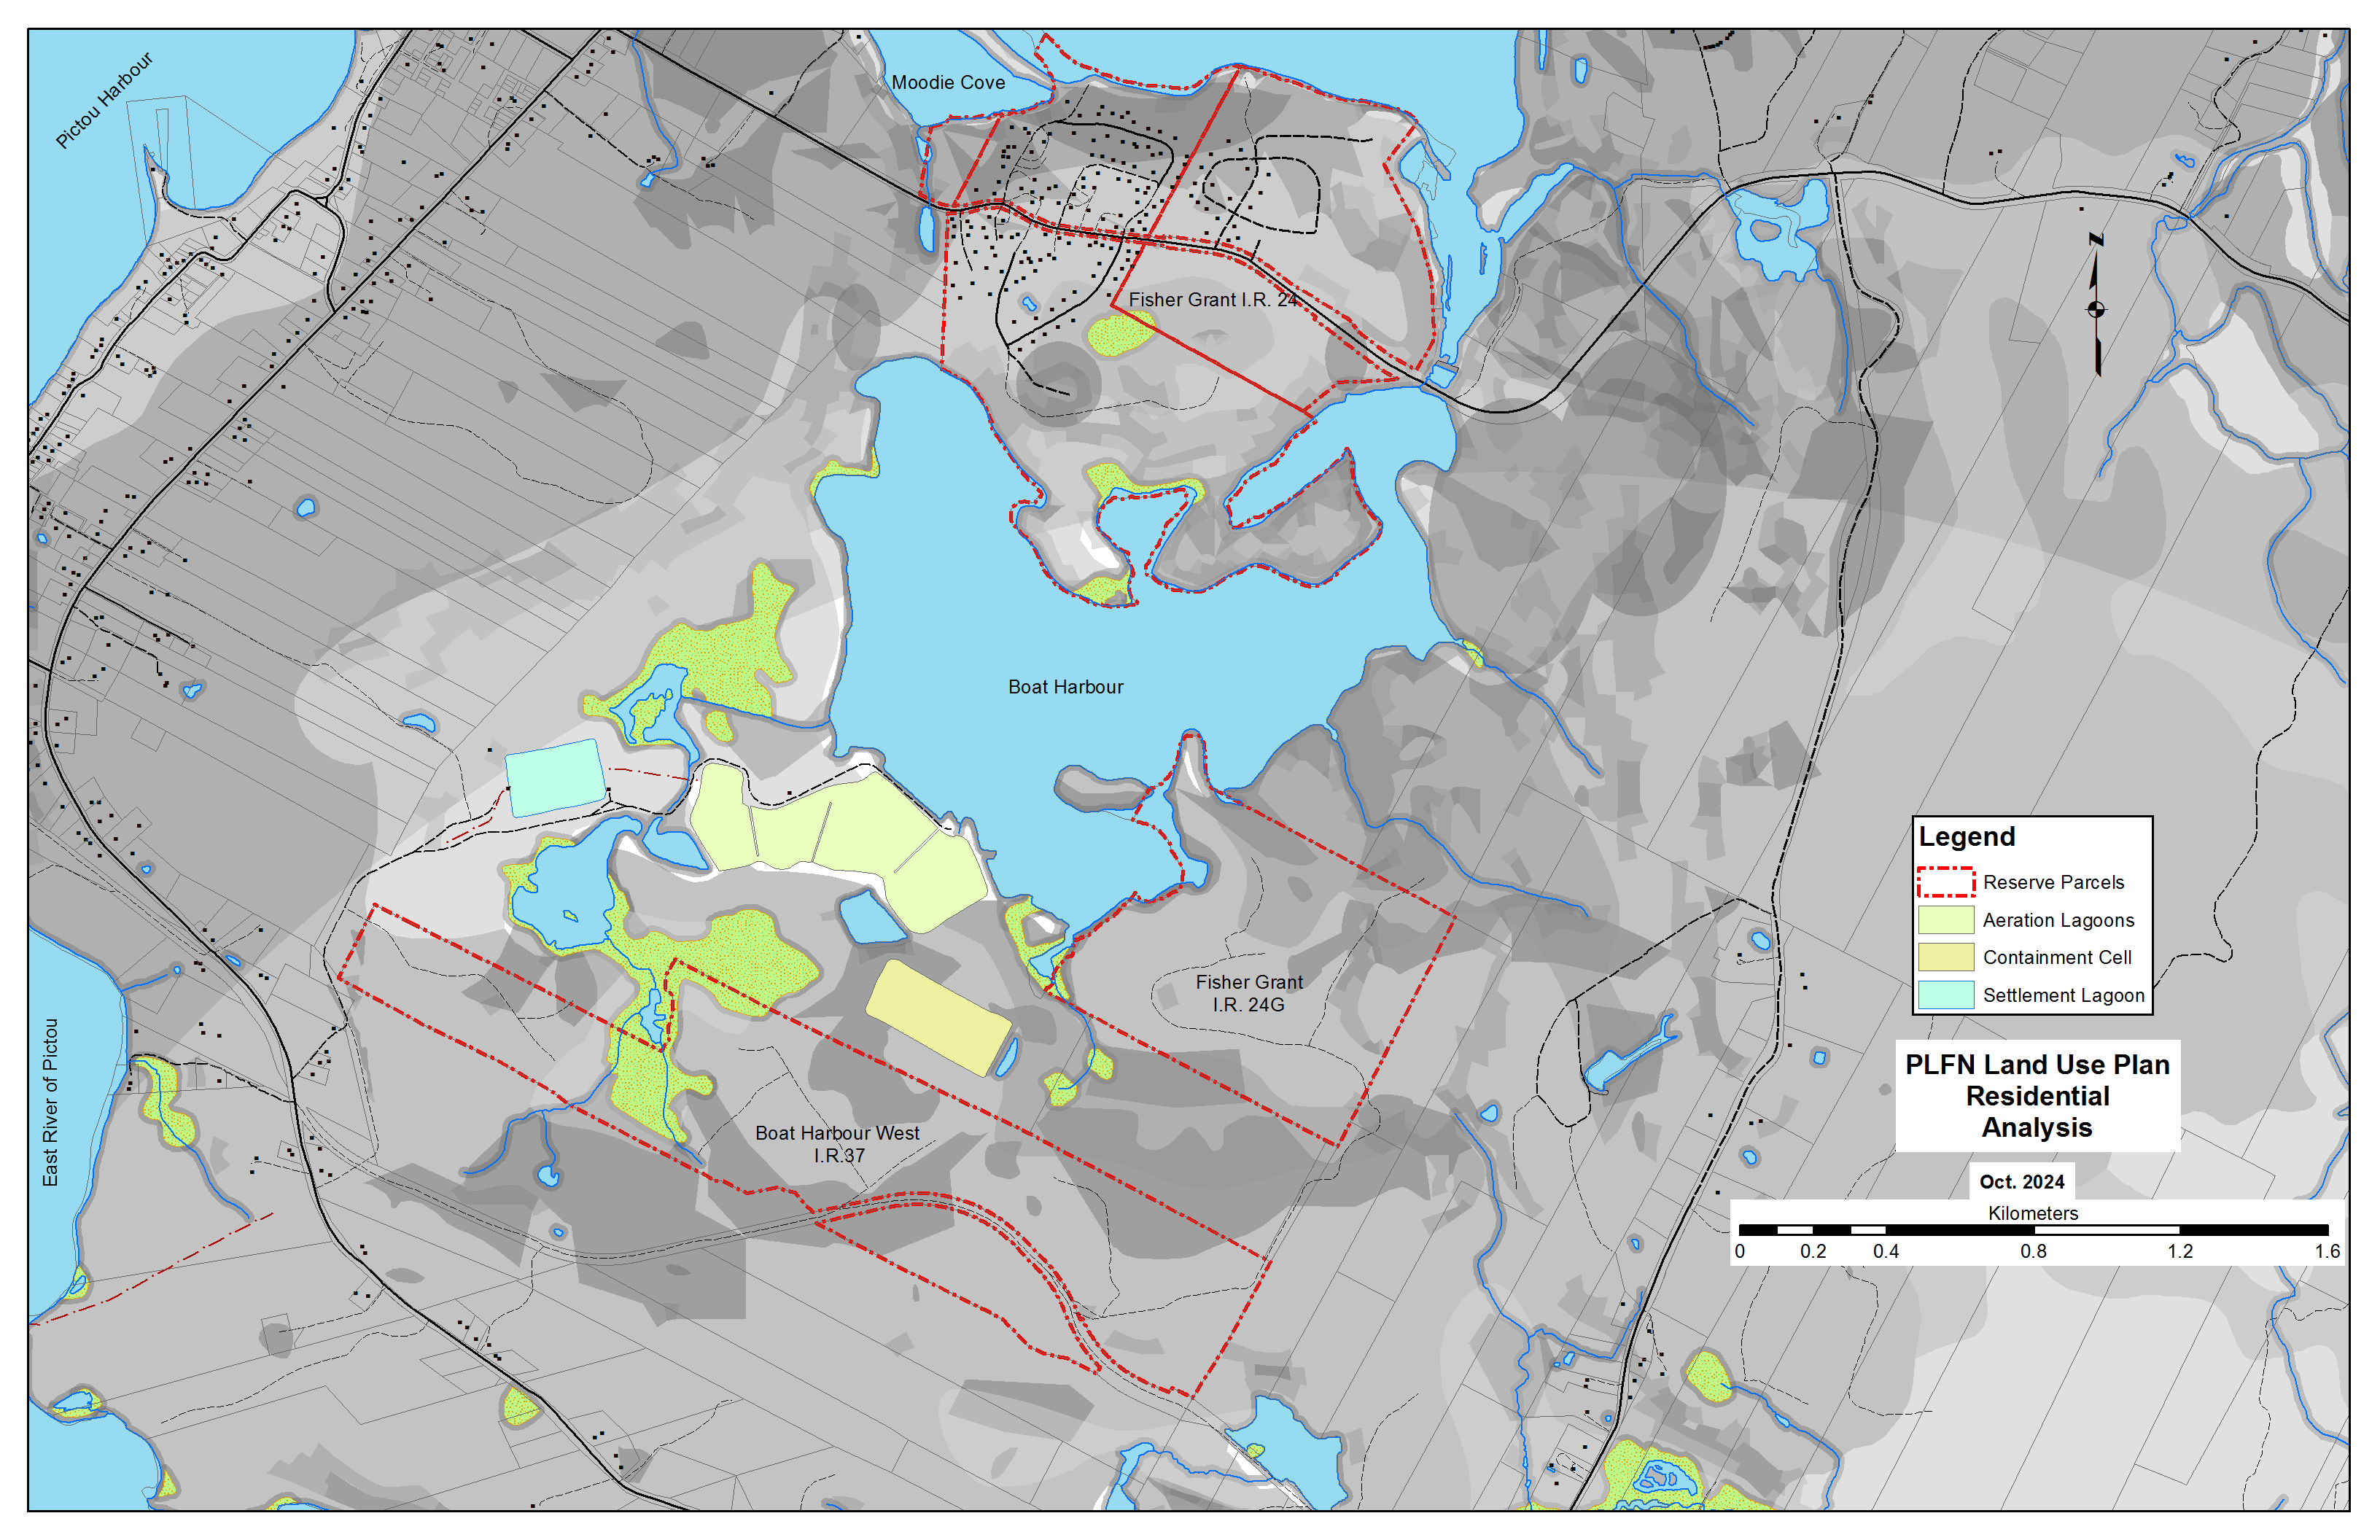 Pictou Harbour
Moodie Cove
N
Fisher Grant I.R. 24
Boat Harbour
Fisher Grant
I.R. 24G
Boat Harbour West
I.R.37
East River of Pictou
Legend
Reserve Parcels
Aeration Lagoons
Containment Cell
Settlement Lagoon
PLFN Land Use Plan
Residential
Analysis
Oct. 2024
Kilometers
0 0.2 0.4 0.8 1.2 1.6